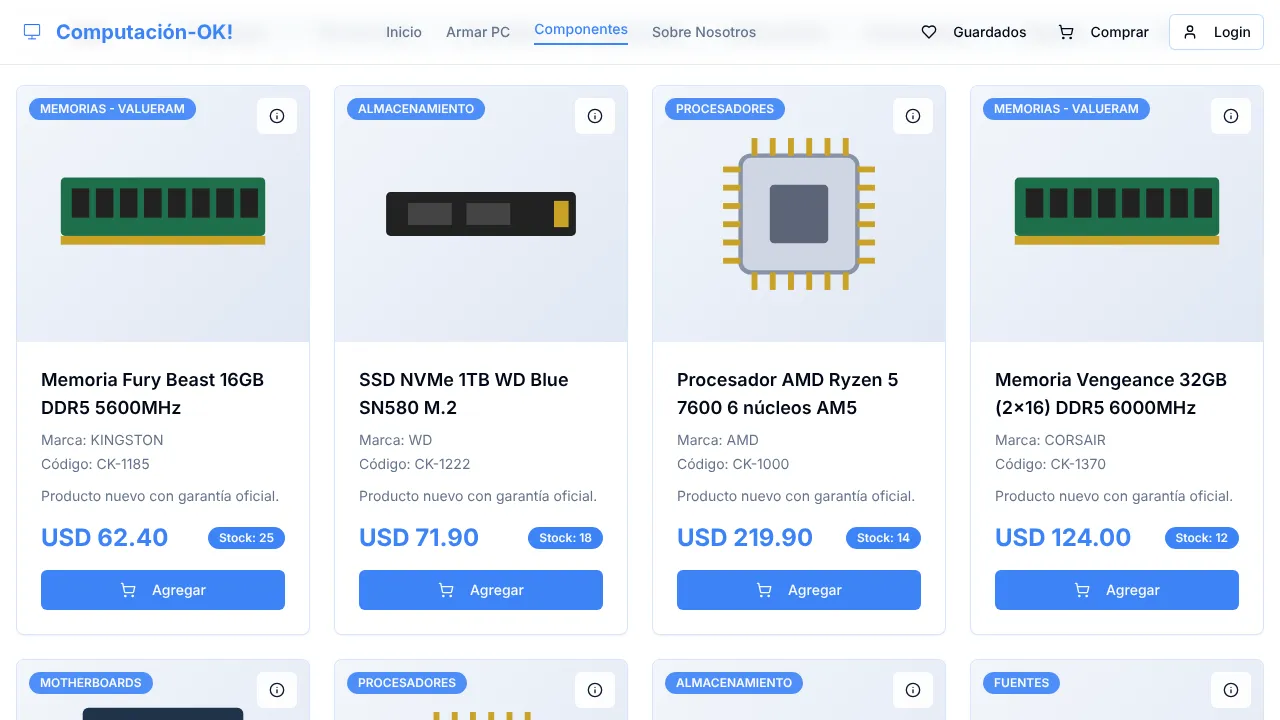 Computación-OK!
Inicio
Armar PC
Componentes
Sobre Nosotros
Guardados
Comprar
Login
MEMORIAS - VALUERAM
Memoria Fury Beast 16GB
DDR5 5600MHz
Marca: KINGSTON
Código: CK-1185
Producto nuevo con garantía oficial.
USD 62.40
Stock: 25
Agregar
ALMACENAMIENTO
SSD NVMe 1TB WD Blue
SN580 M.2
Marca: WD
Código: CK-1222
Producto nuevo con garantía oficial.
USD 71.90
Stock: 18
Agregar
PROCESADORES
Procesador AMD Ryzen 5
7600 6 núcleos AM5
Marca: AMD
Código: CK-1000
Producto nuevo con garantía oficial.
USD 219.90
Stock: 14
Agregar
MEMORIAS - VALUERAM
Memoria Vengeance 32GB
(2×16) DDR5 6000MHz
Marca: CORSAIR
Código: CK-1370
Producto nuevo con garantía oficial.
USD 124.00
Stock: 12
Agregar
MOTHERBOARDS
PROCESADORES
ALMACENAMIENTO
FUENTES